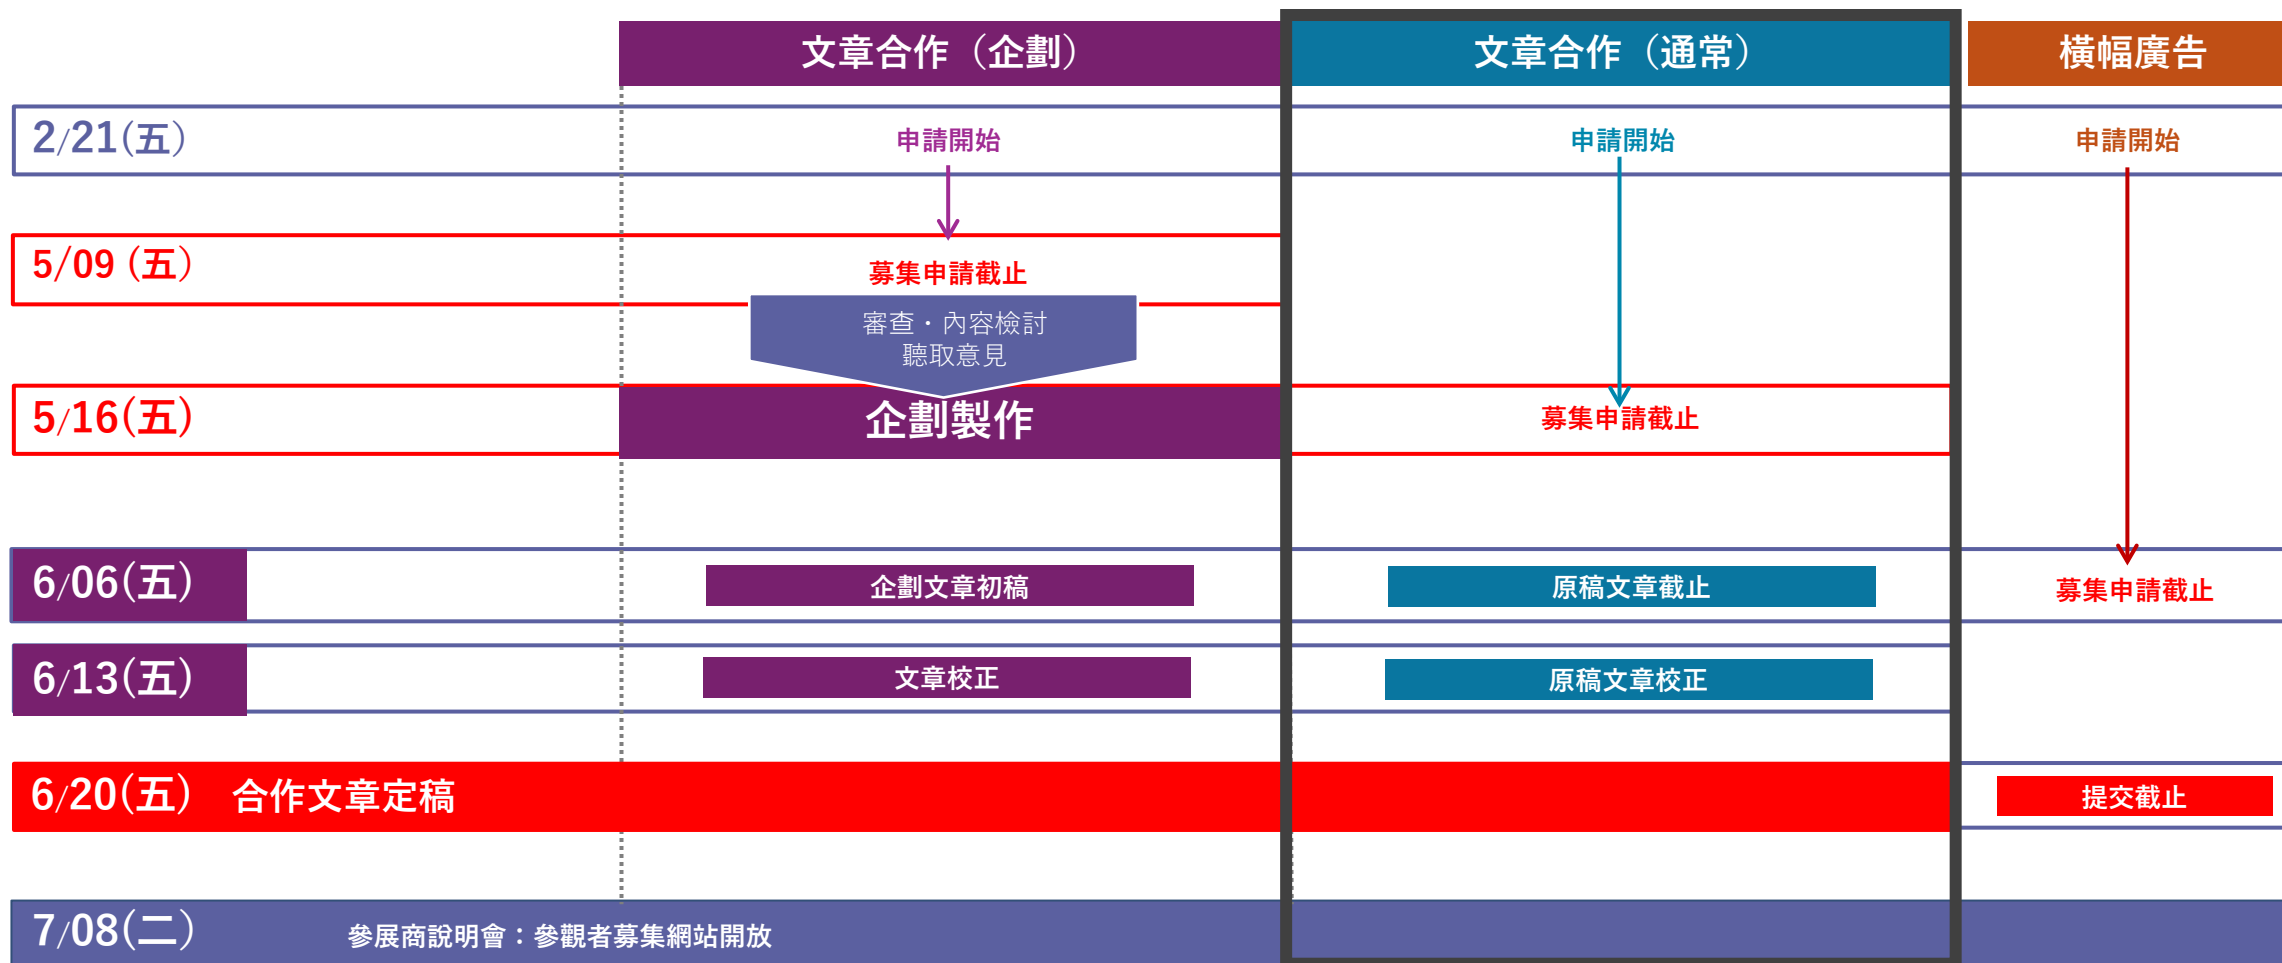 文章合作（企劃）
文章合作（通常）
橫幅廣告
2/21(五)
申請開始
申請開始
申請開始
5/09 (五)
募集申請截止
審查・內容檢討
聽取意見
5/16(五)
企劃製作
募集申請截止
6/06(五)
企劃文章初稿
原稿文章截止
募集申請截止
6/13(五)
文章校正
原稿文章校正
6/20(五) 合作文章定稿
提交截止
7/08(二)
參展商說明會：參觀者募集網站開放